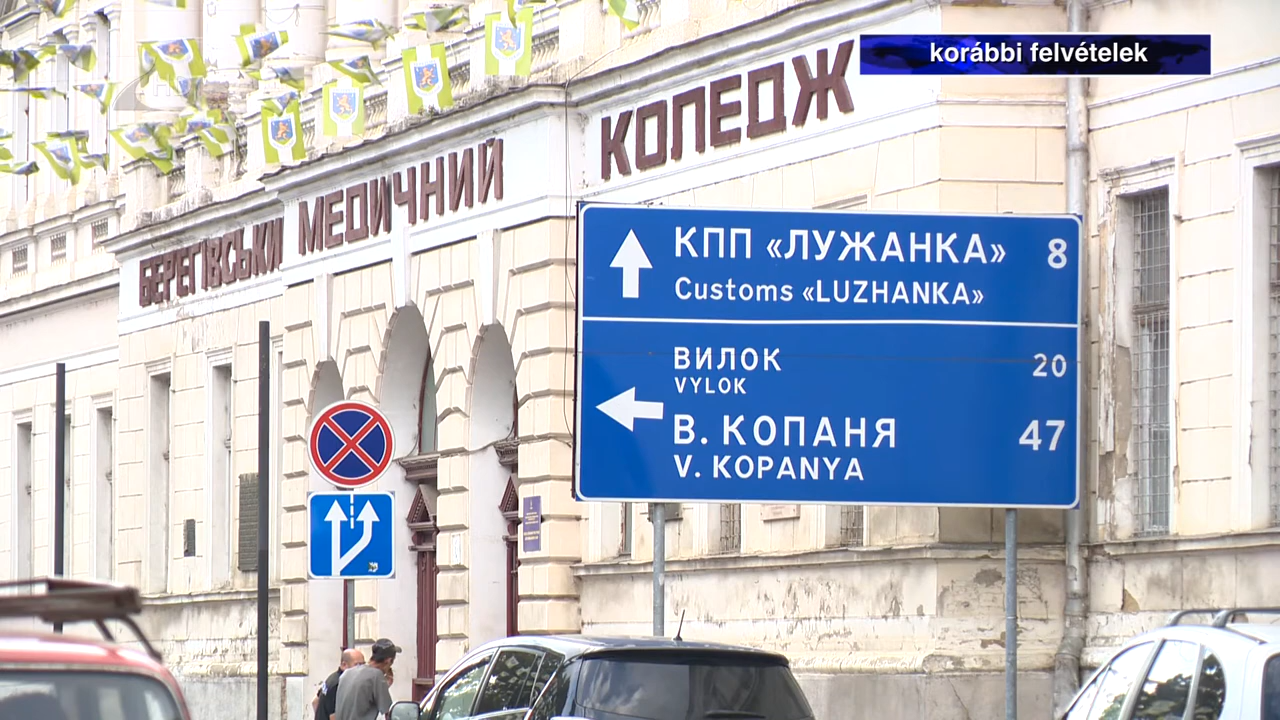 korábbi felvételek
БЕРЕГІВСЬКИ МЕДИЧНИЙ КОЛЕДЖ
КПП «ЛУЖАНКА» 8
Customs «LUZHANKA»
ВИЛОК 20
VYLOK
В. КОПАНЯ 47
V. KOPANYA